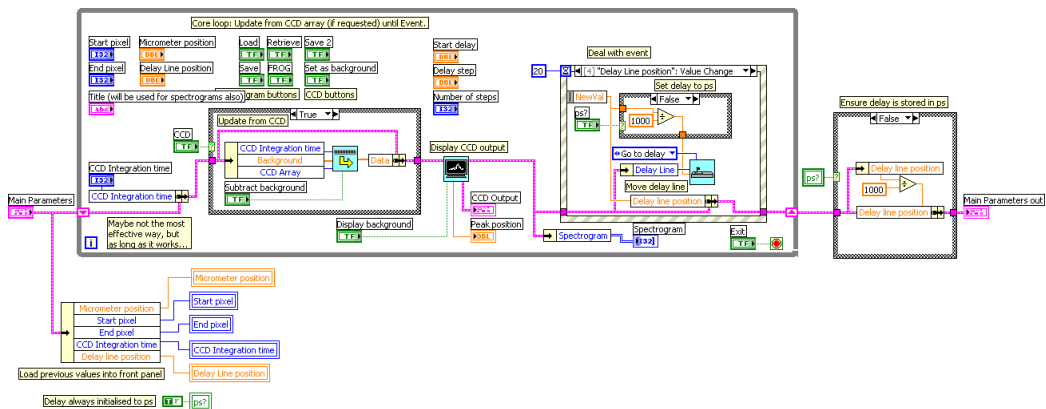 Core loop: Update from CCD array (if requested) until Event.
Start pixel
I32
Micrometer position
DBL
Load
TF
Retrieve
TF
Save 2
TF
Start delay
DBL
End pixel
I32
Delay Line position
DBL
Save
TF
FROG
TF
Set as background
TF
Delay step
DBL
Title (will be used for spectrograms also)
abc
gram buttons
CCD buttons
Number of steps
I32
Deal with event
20
[4] "Delay Line position": Value Change
Set delay to ps
NewVal
False
ps?
TF
1000
÷
Go to delay
Delay Line
Move delay line
Delay line position
Update from CCD
True
CCD
TF
CCD Integration time
Background
CCD Array
Data
Subtract background
TF
Display CCD output
CCD Integration time
I32
CCD Integration time
Main Parameters
Maybe not the most
effective way, but
as long as it works...
i
Display background
TF
CCD Output
Peak position
DBL
Spectrogram
Spectrogram
I32
Exit
TF
Ensure delay is stored in ps
False
ps?
Delay line position
1000
÷
Delay line position
Main Parameters out
Micrometer position
Start pixel
End pixel
CCD Integration time
Delay line position
Micrometer position
Start pixel
End pixel
CCD Integration time
Delay Line position
Load previous values into front panel
Delay always initialised to ps
T F
ps?